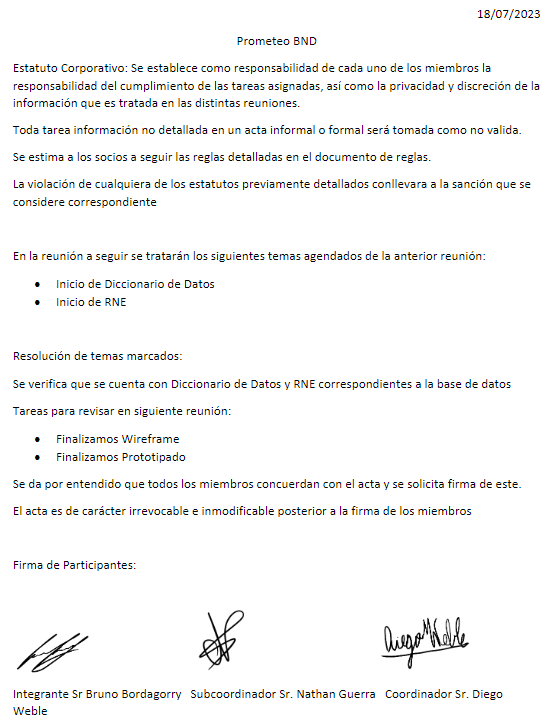 18/07/2023
Prometeo BND
Estatuto Corporativo: Se establece como responsabilidad de cada uno de los miembros la
responsabilidad del cumplimiento de las tareas asignadas, así como la privacidad y discreción de la
información que es tratada en las distintas reuniones.
Toda tarea información no detallada en un acta informal o formal será tomada como no valida.
Se estima a los socios a seguir las reglas detalladas en el documento de reglas.
La violación de cualquiera de los estatutos previamente detallados conllevara a la sanción que se
considere correspondiente
En la reunión a seguir se tratarán los siguientes temas agendados de la anterior reunión:
• Inicio de Diccionario de Datos
• Inicio de RNE
Resolución de temas marcados:
Se verifica que se cuenta con Diccionario de Datos y RNE correspondientes a la base de datos
Tareas para revisar en siguiente reunión:
• Finalizamos Wireframe
• Finalizamos Prototipado
Se da por entendido que todos los miembros concuerdan con el acta y se solicita firma de este.
El acta es de carácter irrevocable e inmodificable posterior a la firma de los miembros
Firma de Participantes:
Diego Weble
Integrante Sr Bruno Bordagorry Subcoordinador Sr. Nathan Guerra Coordinador Sr. Diego
Weble